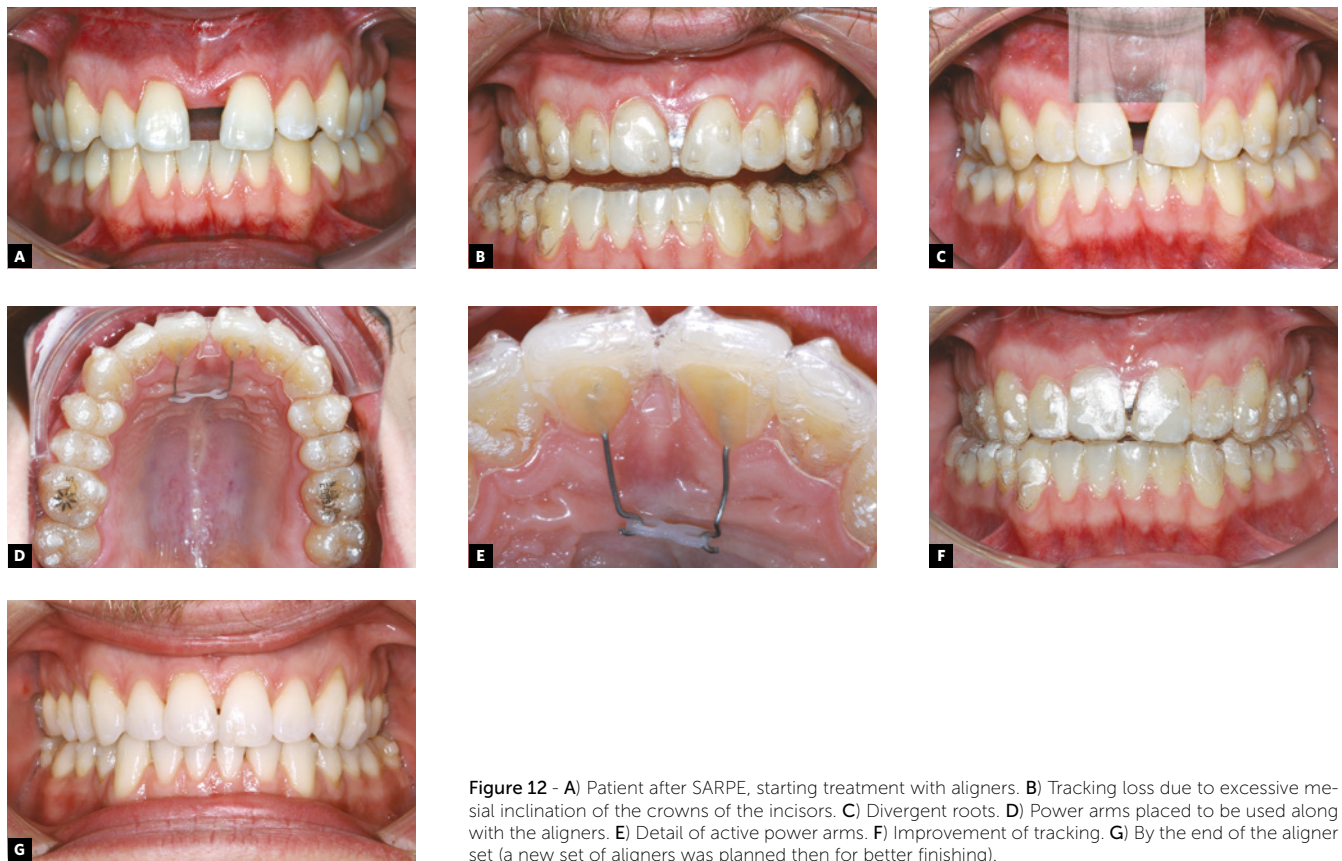 A
B
C
D
E
F
G
Figure 12 - A) Patient after SARPE, starting treatment with aligners. B) Tracking loss due to excessive me-
sial inclination of the crowns of the incisors. C) Divergent roots. D) Power arms placed to be used along
with the aligners. E) Detail of active power arms. F) Improvement of tracking. G) By the end of the aligner
set (a new set of aligners was planned then for better finishing).